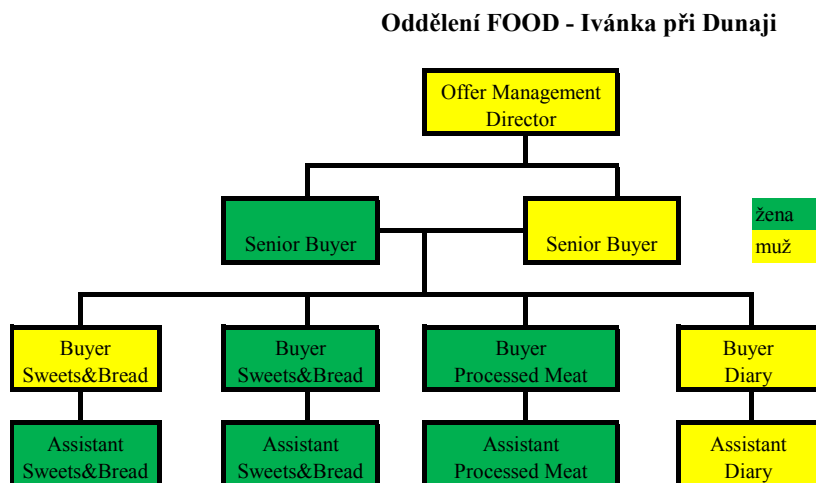 Oddělení FOOD - Ivánka při Dunaji
Offer Management
Director
Senior Buyer
Senior Buyer
žena
muž
Buyer
Sweets&Bread
Buyer
Sweets&Bread
Buyer
Processed Meat
Buyer
Diary
Assistant
Sweets&Bread
Assistant
Sweets&Bread
Assistant
Processed Meat
Assistant
Diary